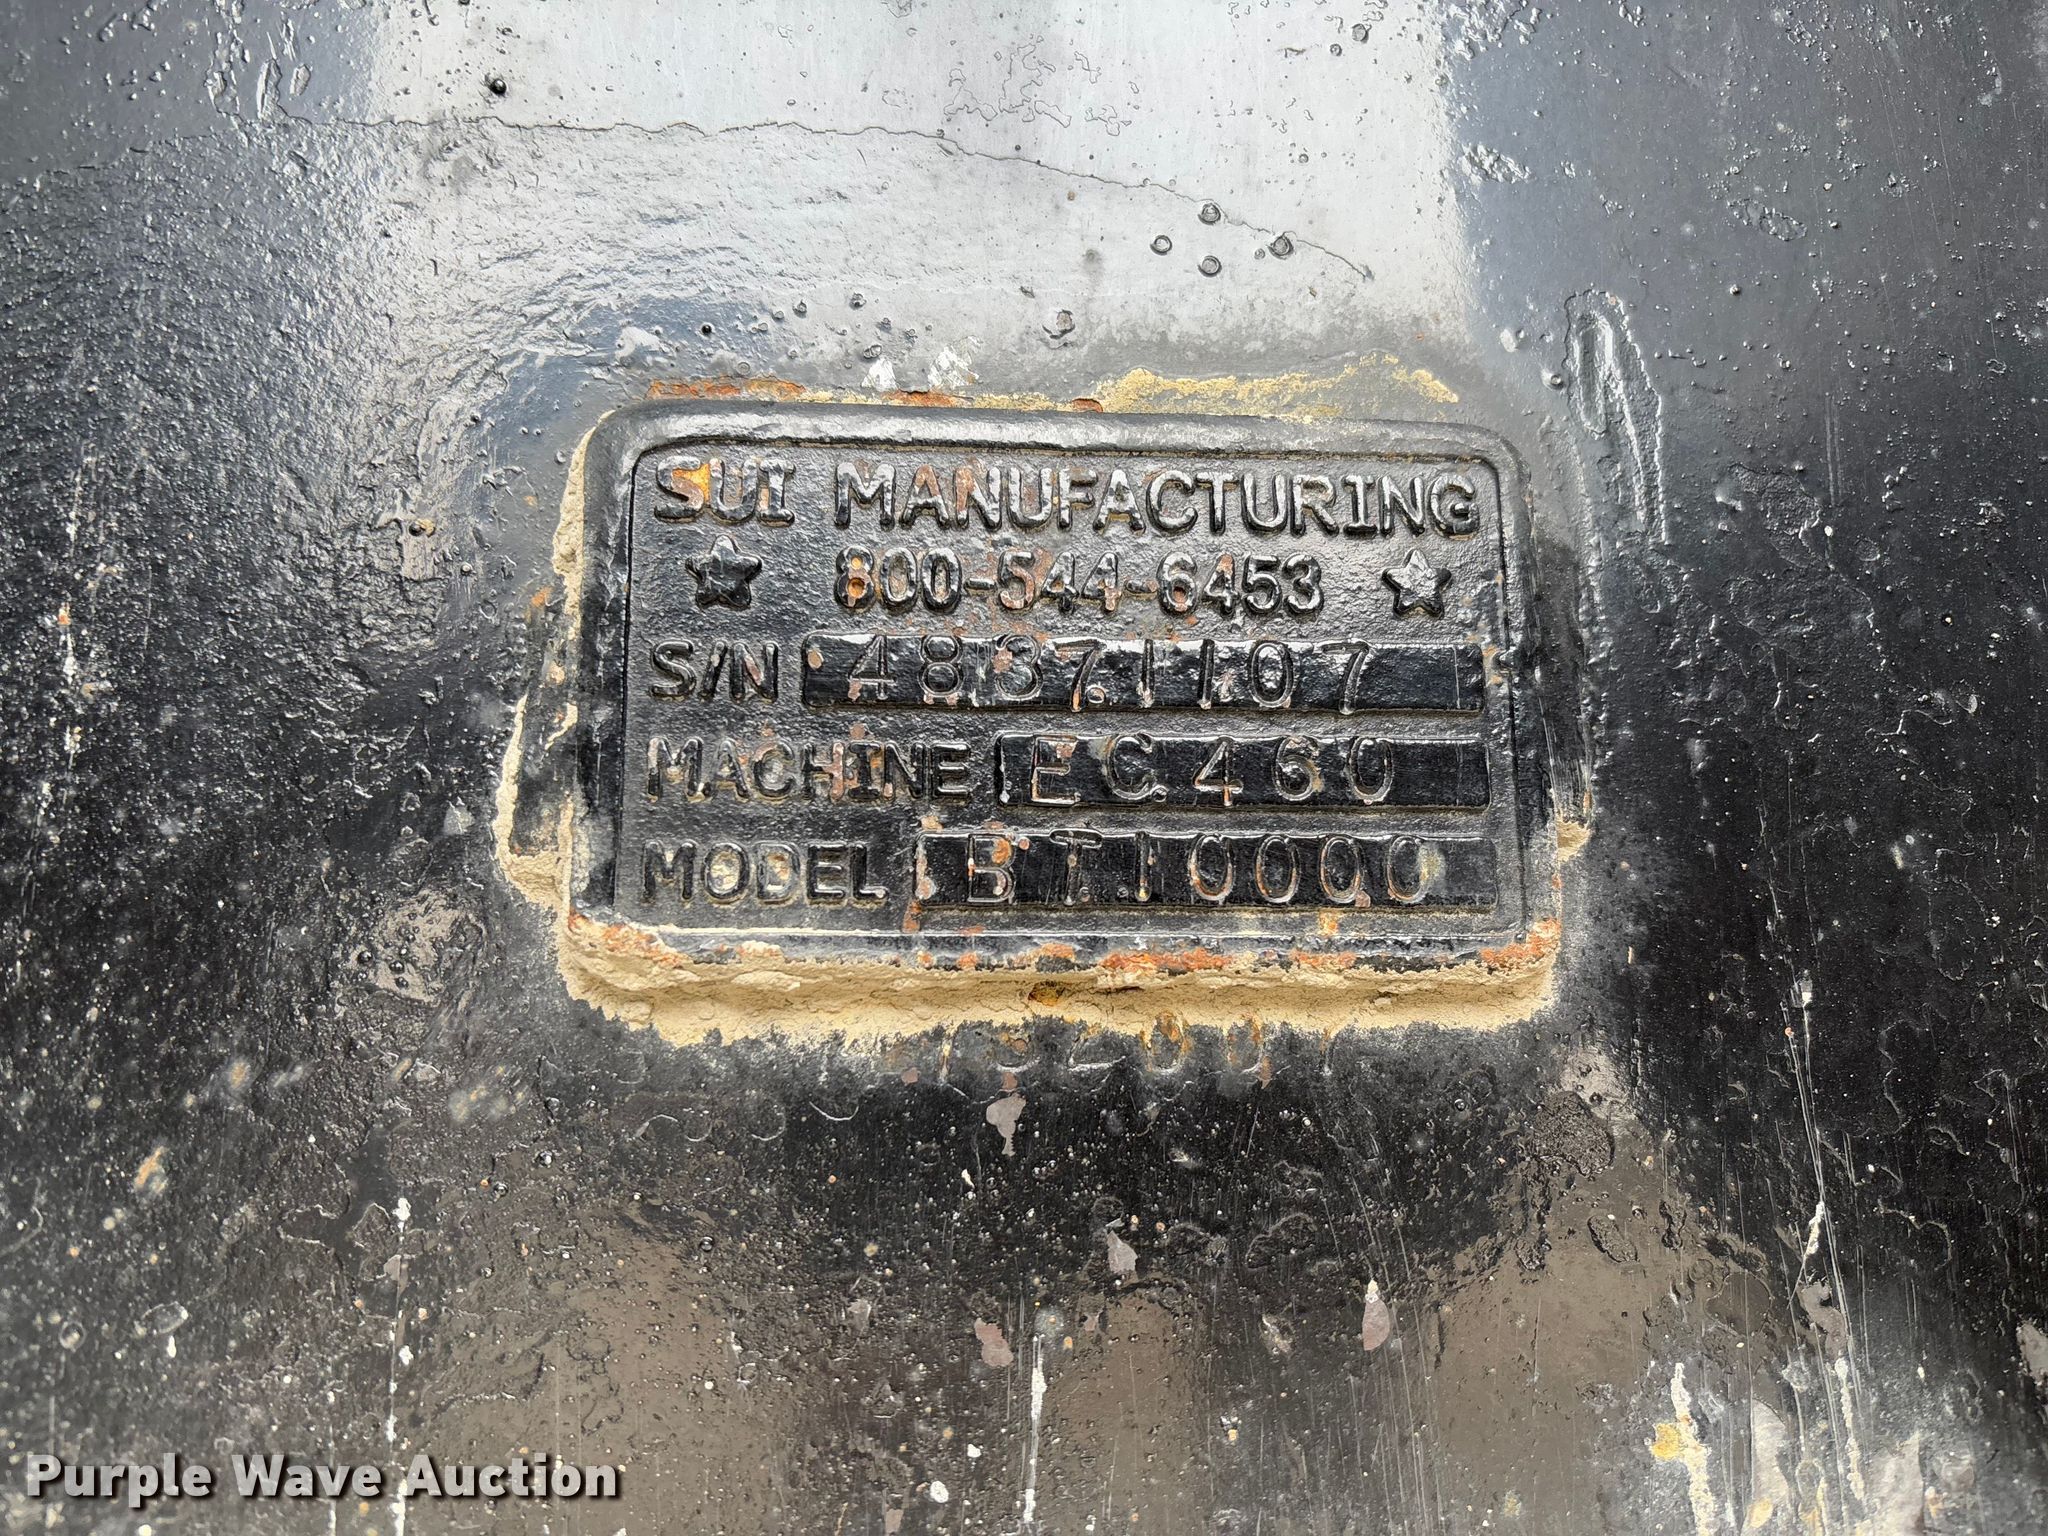 SUI MANUFACTURING
★ 800-544-6453 ★
S/N 48371107
MACHINE EC460
MODEL BT10000
Purple Wave Auction